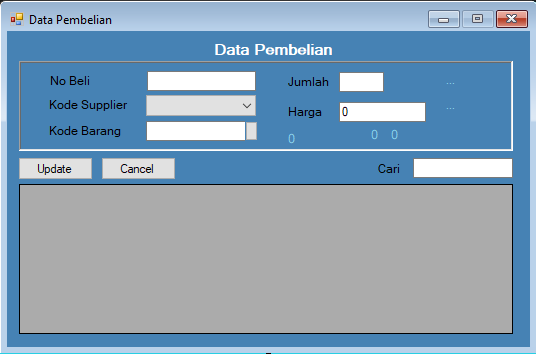 Data Pembelian
Data Pembelian
No Beli
Jumlah
...
Kode Supplier
Harga
0
...
Kode Barang
0
0
0
Update
Cancel
Cari